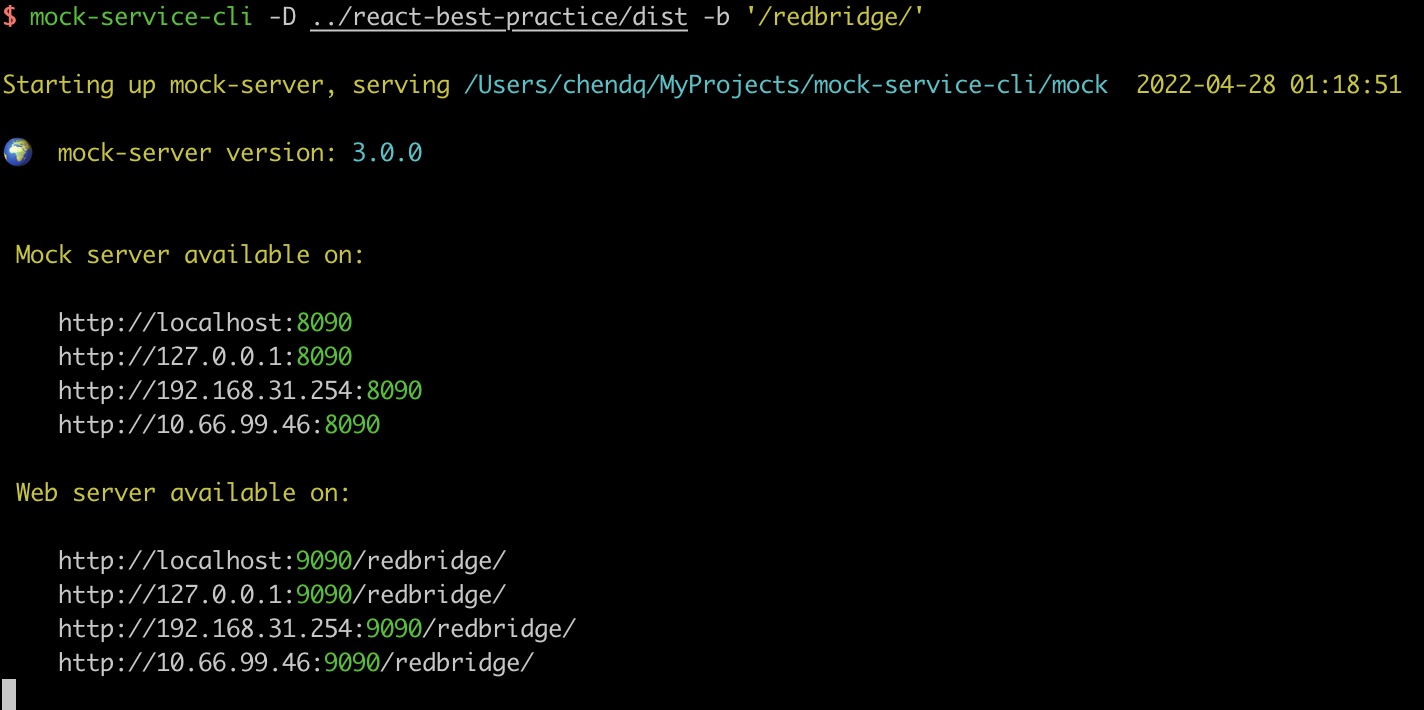 $ mock-service-cli -D ../react-best-practice/dist -b '/redbridge/'
Starting up mock-server, serving /Users/chendq/MyProjects/mock-service-cli/mock 2022-04-28 01:18:51
mock-server version: 3.0.0
Mock server available on:
http://localhost:8090
http://127.0.0.1:8090
http://192.168.31.254:8090
http://10.66.99.46:8090
Web server available on:
http://localhost:9090/redbridge/
http://127.0.0.1:9090/redbridge/
http://192.168.31.254:9090/redbridge/
http://10.66.99.46:9090/redbridge/